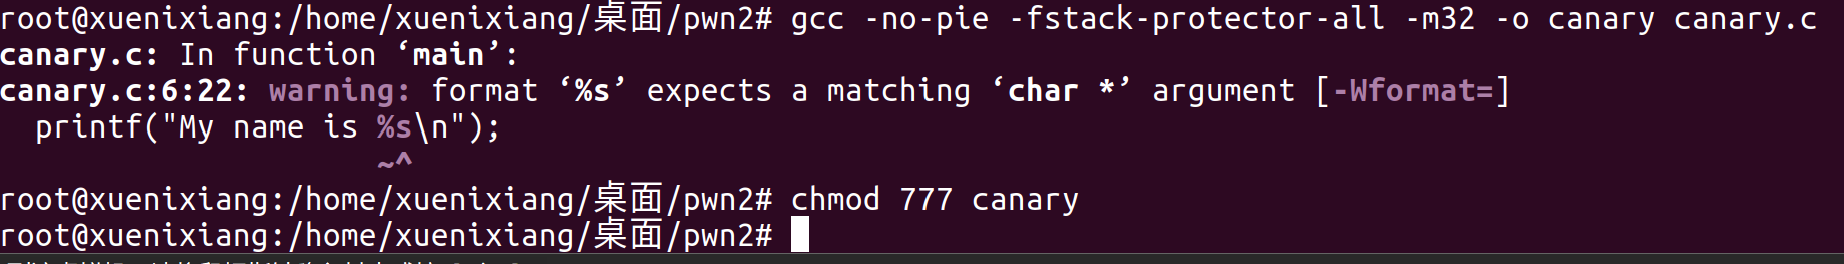 root@xuenixiang:/home/xuenixiang/桌面/pwn2# gcc -no-pie -fstack-protector-all -m32 -o canary canary.c
canary.c: In function ‘main’:
canary.c:6:22: warning: format ‘%s’ expects a matching ‘char *’ argument [-Wformat=]
  printf("My name is %s\n");
                     ~^
root@xuenixiang:/home/xuenixiang/桌面/pwn2# chmod 777 canary
root@xuenixiang:/home/xuenixiang/桌面/pwn2#